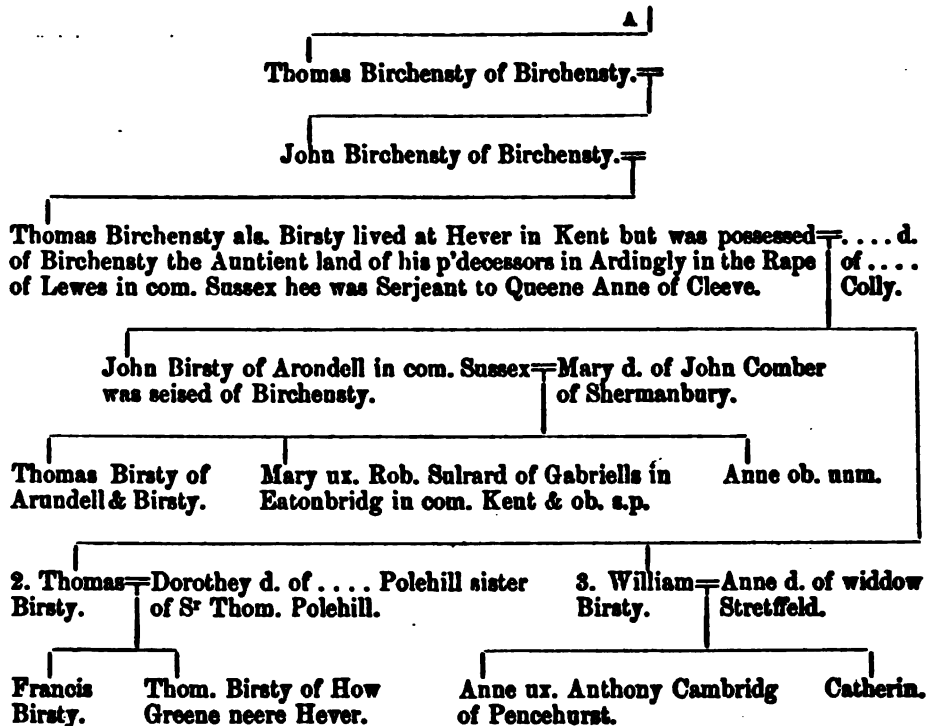 A
Thomas Birchensty of Birchensty.
John Birchensty of Birchensty.
Thomas Birchensty als. Birsty lived at Hever in Kent but was possessed=....d.
of Birchensty the Auntient land of his p'decessors in Ardingly in the Rape of....
of Lewes in com. Sussex hee was Serjeant to Queene Anne of Cleeve. Colly.
John Birsty of Arondell in com. Sussex=Mary d. of John Comber
was seised of Birchensty. of Shermanbury.
Thomas Birsty of Mary ux. Rob. Sulrard of Gabriells in Anne ob. unm.
Arundell & Birsty. Eatonbridg in com. Kent & ob. s.p.
2. Thomas=Dorothey d. of .... Polehill sister 3. William=Anne d. of widdow
Birsty. of Sr Thom. Polehill. Birsty. Stretffeld.
Francis Thom. Birsty of How Anne ux. Anthony Cambridg Catherin.
Birsty. Greene neere Hever. of Pencehurst.